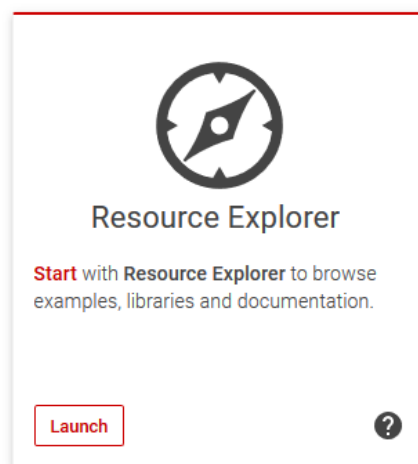 Resource Explorer
Start with Resource Explorer to browse
examples, libraries and documentation.
Launch
?